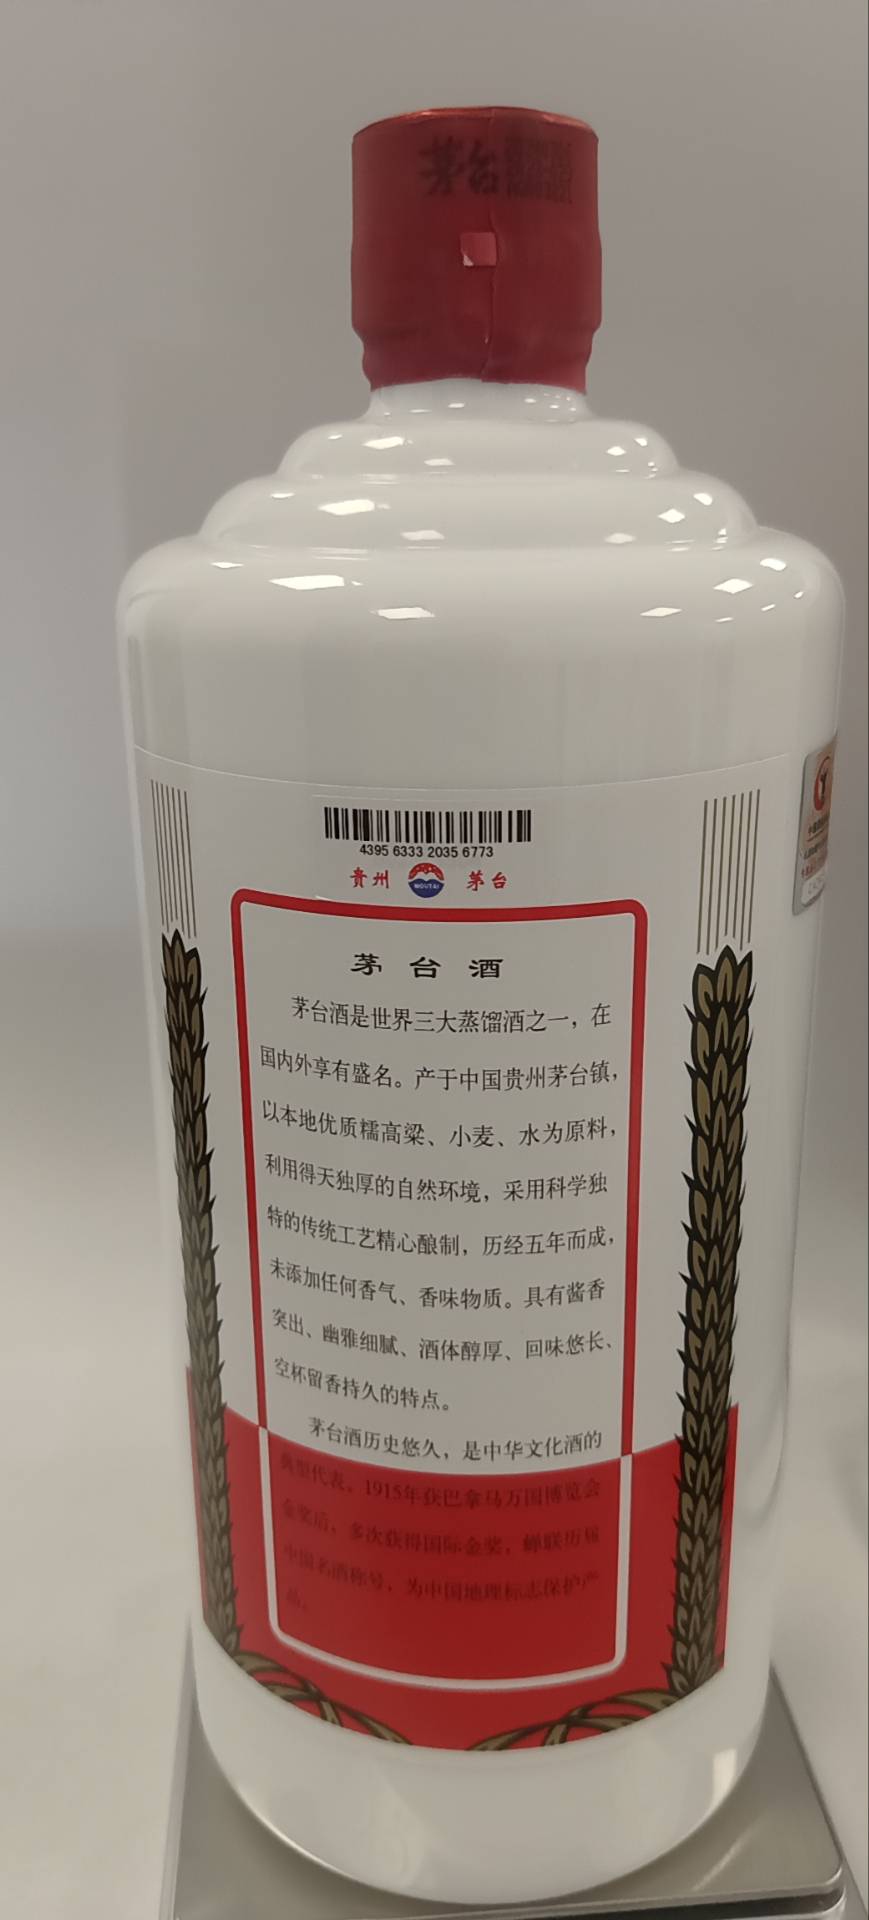 茅台
4395 6333 2035 6773
贵州 MOUTAI 茅台
茅台酒
茅台酒是世界三大蒸馏酒之一，在
国内外享有盛名。产于中国贵州茅台镇，
以本地优质糯高粱、小麦、水为原料，
利用得天独厚的自然环境，采用科学独
特的传统工艺精心酿制，历经五年而成，
未添加任何香气、香味物质。具有酱香
突出、幽雅细腻、酒体醇厚、回味悠长、
空杯留香持久的特点。
茅台酒历史悠久，是中华文化酒的
典型代表。1915年获巴拿马万国博览会
金奖后，多次获得国际金奖，蝉联历届
中国名酒称号，为中国地理标志保护产
品。